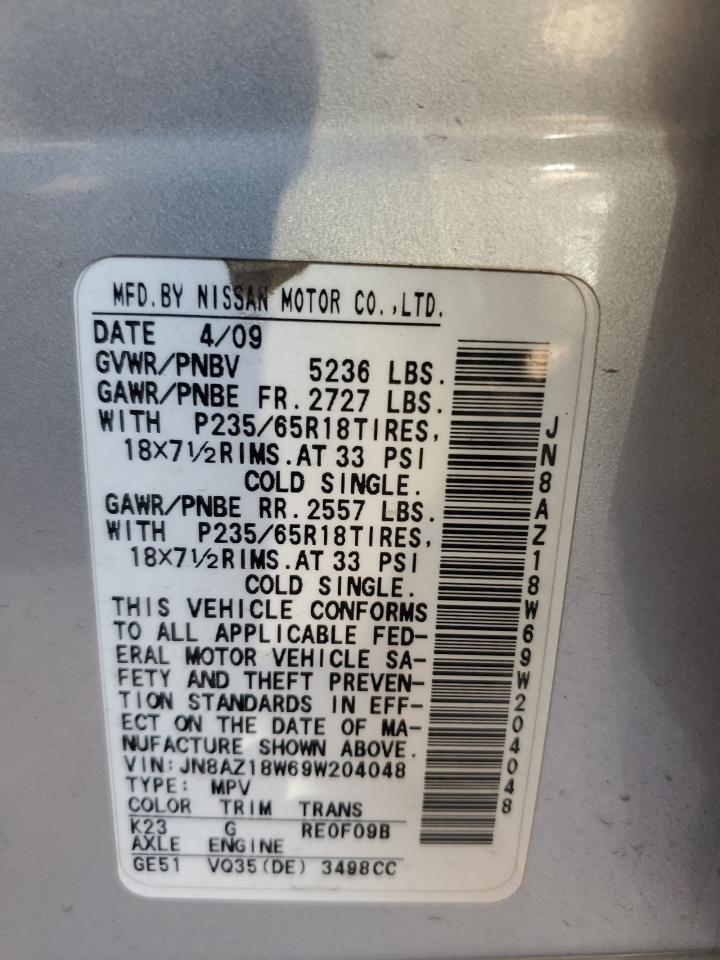 MFD.BY NISSAN MOTOR CO.,LTD.
DATE 4/09
GVWR/PNBV 5236 LBS.
GAWR/PNBE FR.2727 LBS.
WITH P235/65R18TIRES,
18×7½RIMS.AT 33 PSI
COLD SINGLE.
GAWR/PNBE RR.2557 LBS.
WITH P235/65R18TIRES,
18×7½RIMS.AT 33 PSI
COLD SINGLE.
THIS VEHICLE CONFORMS
TO ALL APPLICABLE FED-
ERAL MOTOR VEHICLE SA-
FETY AND THEFT PREVEN-
TION STANDARDS IN EFF-
ECT ON THE DATE OF MA-
NUFACTURE SHOWN ABOVE.
VIN: JN8AZ18W69W204048
TYPE: MPV
COLOR TRIM TRANS
K23 G RE0F09B
AXLE ENGINE
GE51 VQ35(DE) 3498CC
JN8AZ18W69W204048